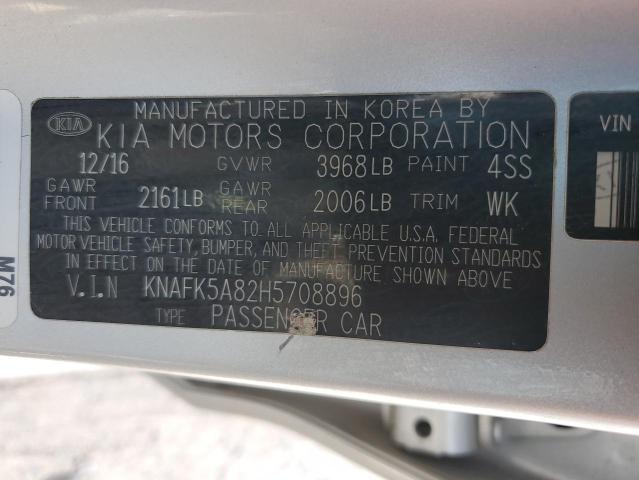 MANUFACTURED IN KOREA BY
KIA KIA MOTORS CORPORATION
12/16 GVWR 3968LB PAINT 4SS
GAWR FRONT 2161LB GAWR REAR 2006LB TRIM WK
THIS VEHICLE CONFORMS TO ALL APPLICABLE U.S.A. FEDERAL
MOTOR VEHICLE SAFETY, BUMPER, AND THEFT PREVENTION STANDARDS
IN EFFECT ON THE DATE OF MANUFACTURE SHOWN ABOVE
V.I.N KNAFK5A82H5708896
TYPE PASSENGER CAR
VIN
M76